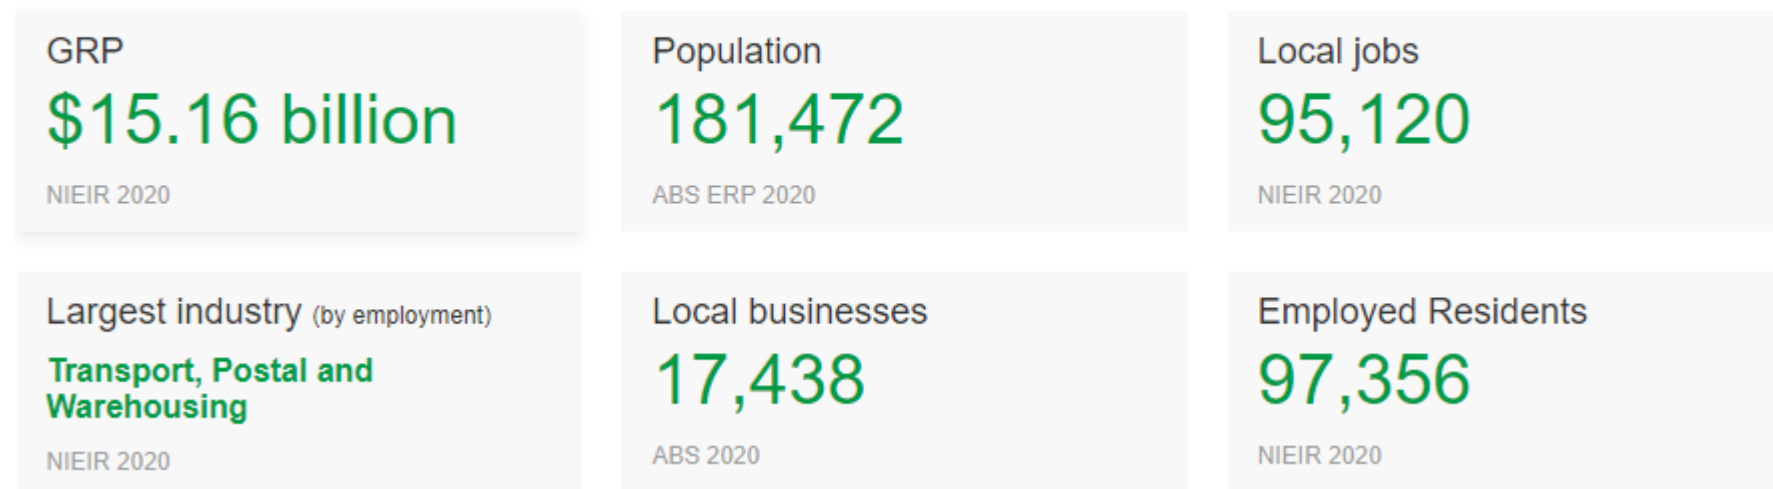 GRP
$15.16 billion
NIEIR 2020
Population
181,472
ABS ERP 2020
Local jobs
95,120
NIEIR 2020
Largest industry (by employment)
Transport, Postal and
Warehousing
NIEIR 2020
Local businesses
17,438
ABS 2020
Employed Residents
97,356
NIEIR 2020